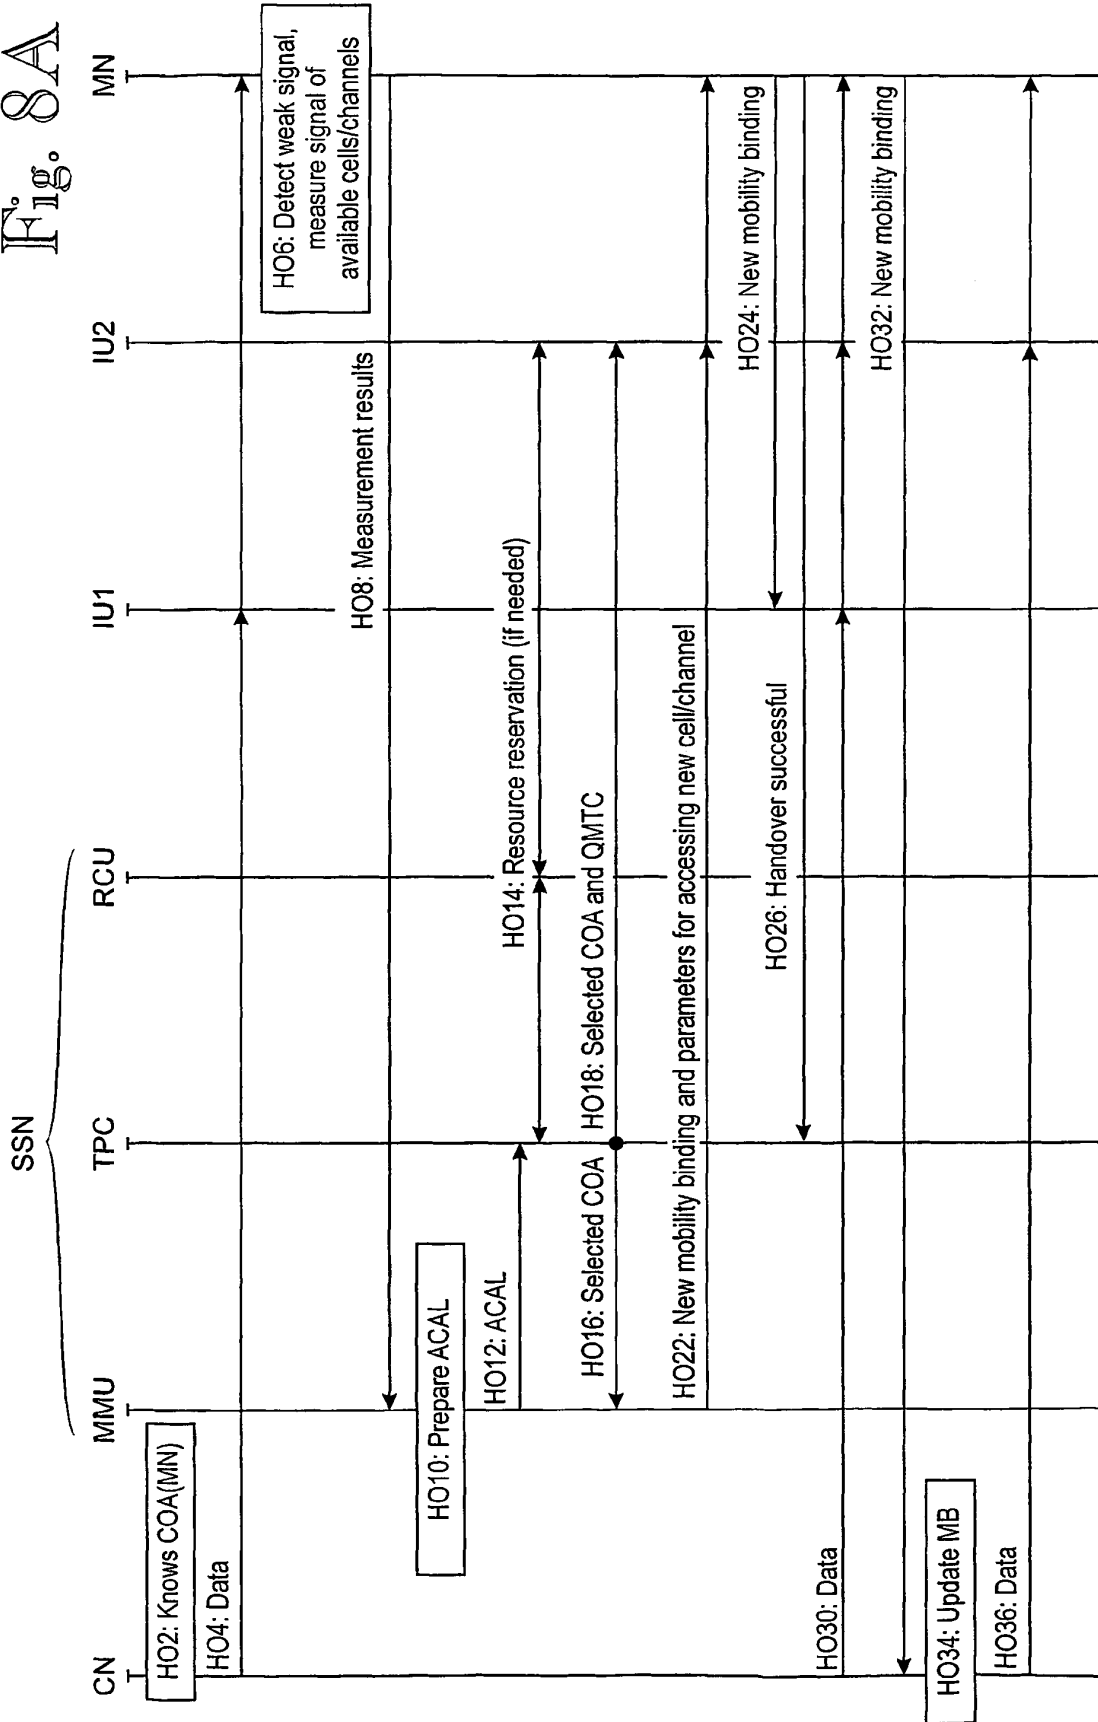 Fig. 8A
SSN
CN
MMU
TPC
RCU
IU1
IU2
MN
HO2: Knows COA(MN)
HO4: Data
HO6: Detect weak signal,
measure signal of
available cells/channels
HO8: Measurement results
HO10: Prepare ACAL
HO12: ACAL
HO14: Resource reservation (if needed)
HO16: Selected COA
HO18: Selected COA and QMTC
HO22: New mobility binding and parameters for accessing new cell/channel
HO24: New mobility binding
HO26: Handover successful
HO30: Data
HO32: New mobility binding
HO34: Update MB
HO36: Data